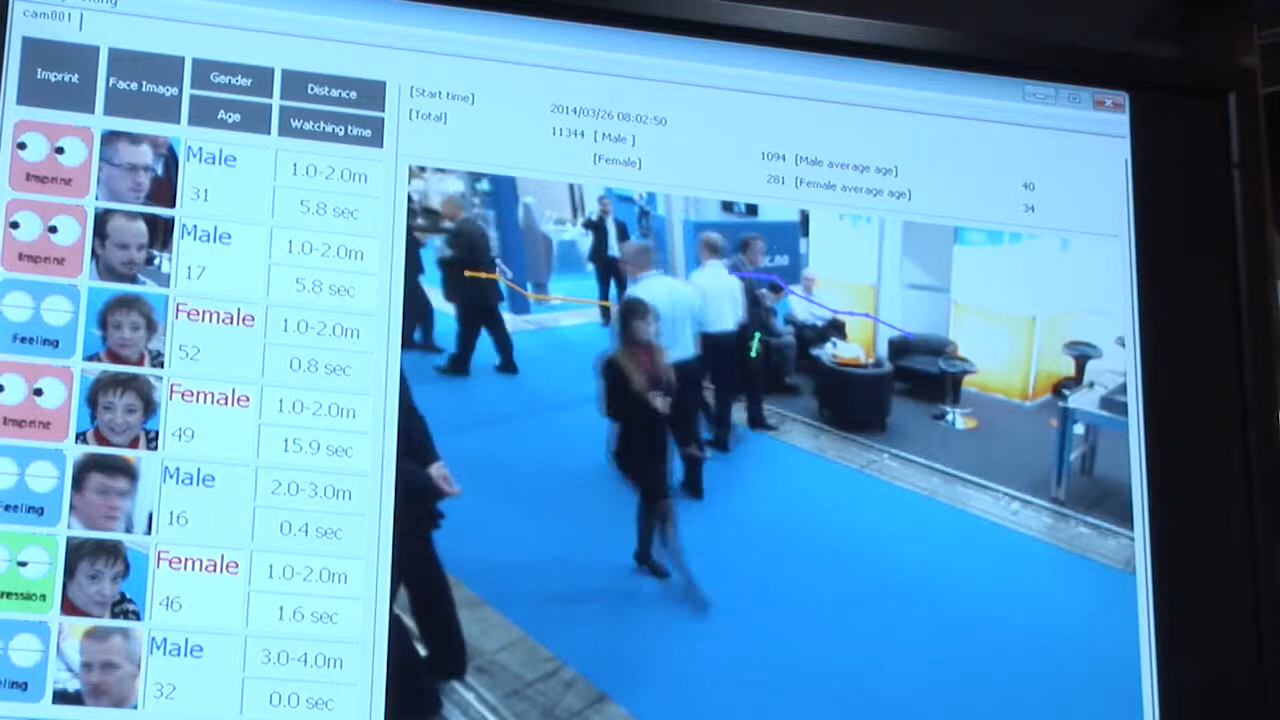 cam001
Imprint
Face Image
Gender
Distance
Age
Watching time
[Start time]
2014/03/26 08:02:50
[Total]
11344 [ Male ]
1094 [Male average age]
40
[Female]
281 [Female average age]
34
Imprint
Male
31
1.0-2.0m
5.8 sec
Imprint
Male
17
1.0-2.0m
5.8 sec
Feeling
Female
52
1.0-2.0m
0.8 sec
Imprint
Female
49
1.0-2.0m
15.9 sec
Feeling
Male
16
2.0-3.0m
0.4 sec
ression
Female
46
1.0-2.0m
1.6 sec
ling
Male
32
3.0-4.0m
0.0 sec